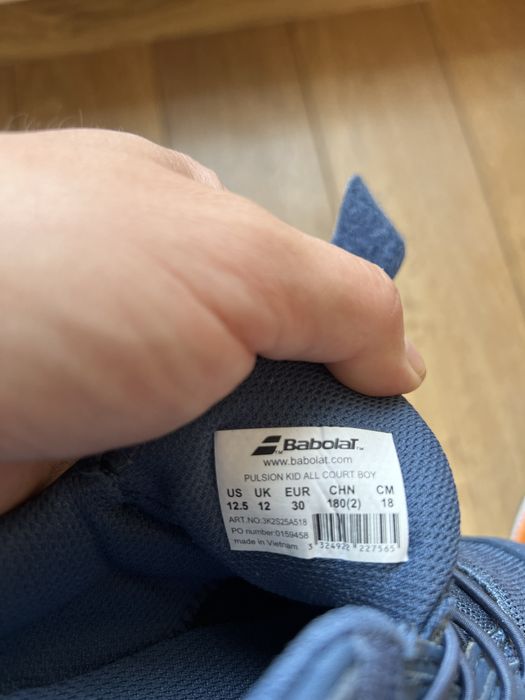 BaboLaT
www.babolat.com
PULSION KID ALL COURT BOY
US UK EUR CHN CM
12.5 12 30 180(2) 18
ART.NO.:3K2S25A518
PO number:0159458
made in Vietnam
3 324922 227565